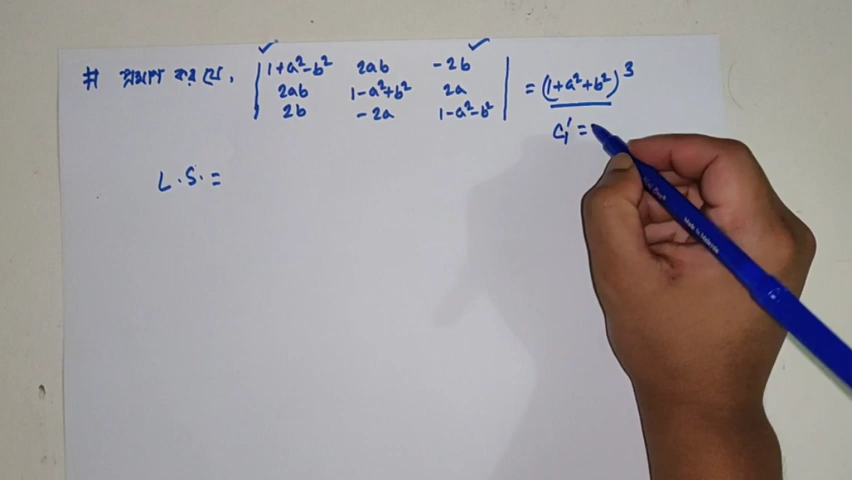 # প্রমাণ কর যে, | 1+a²-b² 2ab -2b | = (1+a²+b²)³
| 2ab 1-a²+b² 2a |
| 2b -2a 1-a²-b² |
C₁' =
L.S. =